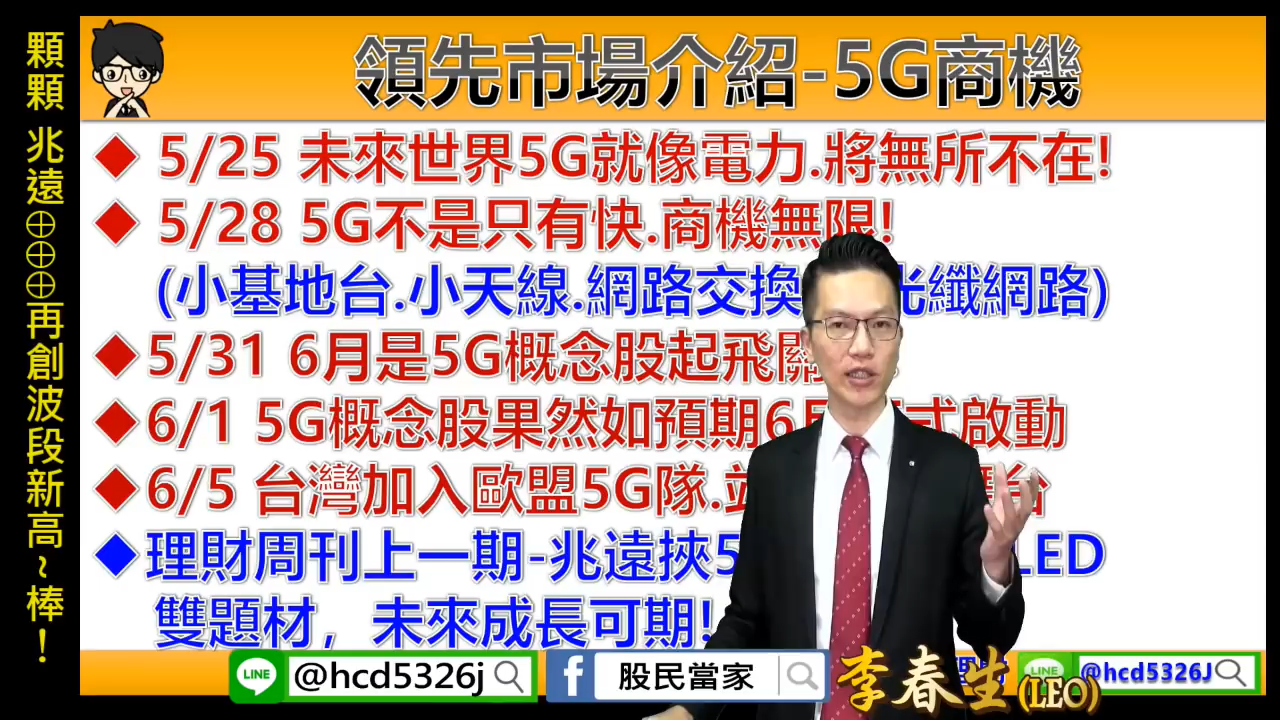 顆顆 兆遠⊕⊕⊕再創波段新高~棒!
領先市場介紹-5G商機
◆ 5/25 未來世界5G就像電力.將無所不在!
◆ 5/28 5G不是只有快.商機無限!
(小基地台.小天線.網路交換 光纖網路)
◆5/31 6月是5G概念股起飛關
◆6/1 5G概念股果然如預期6月 式啟動
◆6/5 台灣加入歐盟5G隊. 台
◆理財周刊上一期-兆遠挾5 LED
雙題材，未來成長可期!
LINE @hcd5326j
f 股民當家
李春生(LEO)
LINE @hcd5326J